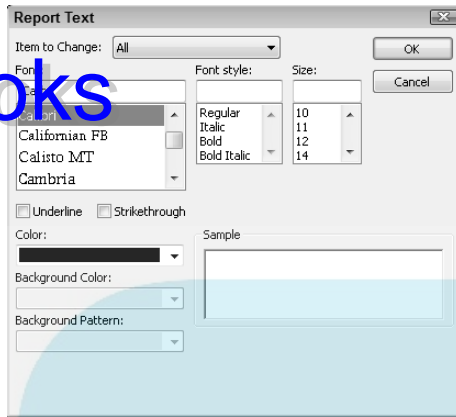 Report Text
Item to Change: All
OK
Font style:
Size:
Cancel
oks
Calibri
Californian FB
Calisto MT
Cambria
Regular
Italic
Bold
Bold Italic
10
11
12
14
Underline
Strikethrough
Color:
Sample
Background Color:
Background Pattern: